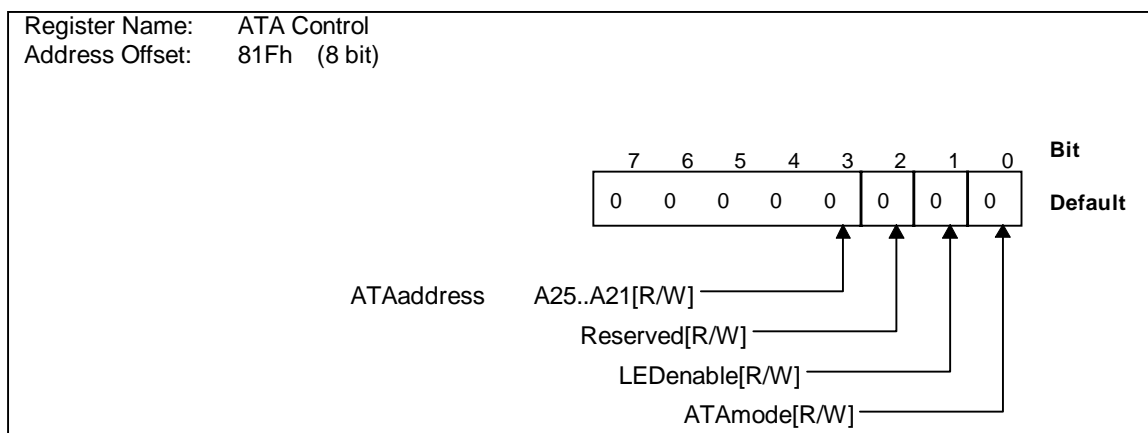 Register Name: ATA Control
Address Offset: 81Fh (8 bit)
7 6 5 4 3 2 1 0 Bit
0 0 0 0 0 0 0 0 Default
ATAaddress A25..A21[R/W]
Reserved[R/W]
LEDenable[R/W]
ATAmode[R/W]